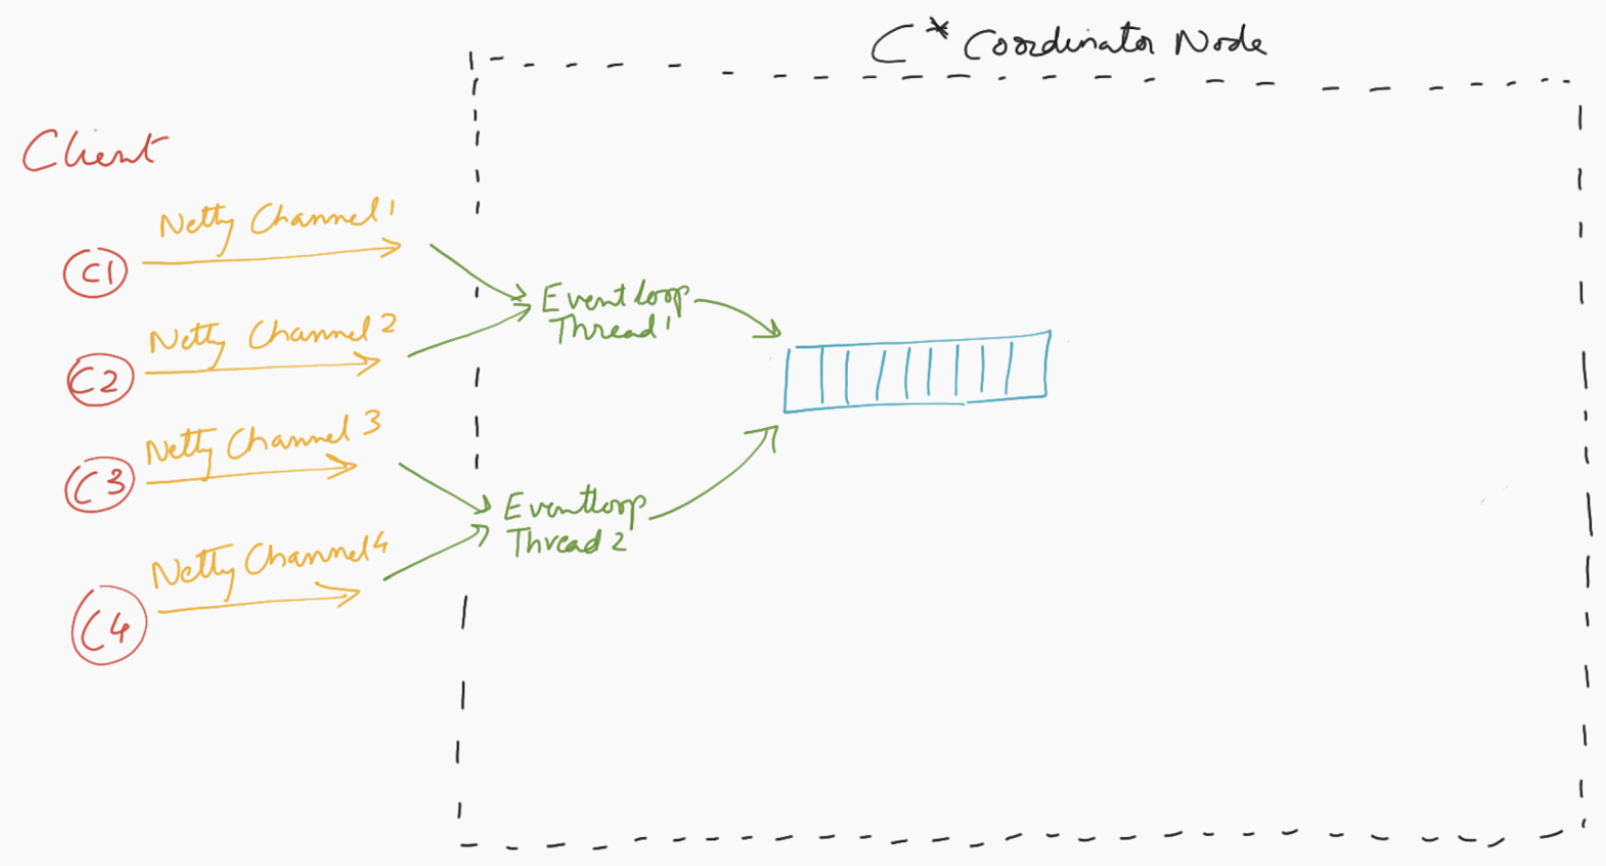 C* Coordinator Node
Client
Netty Channel 1
C1
Netty Channel 2
C2
Netty Channel 3
C3
Netty Channel 4
C4
Event loop
Thread 1
Eventloop
Thread 2